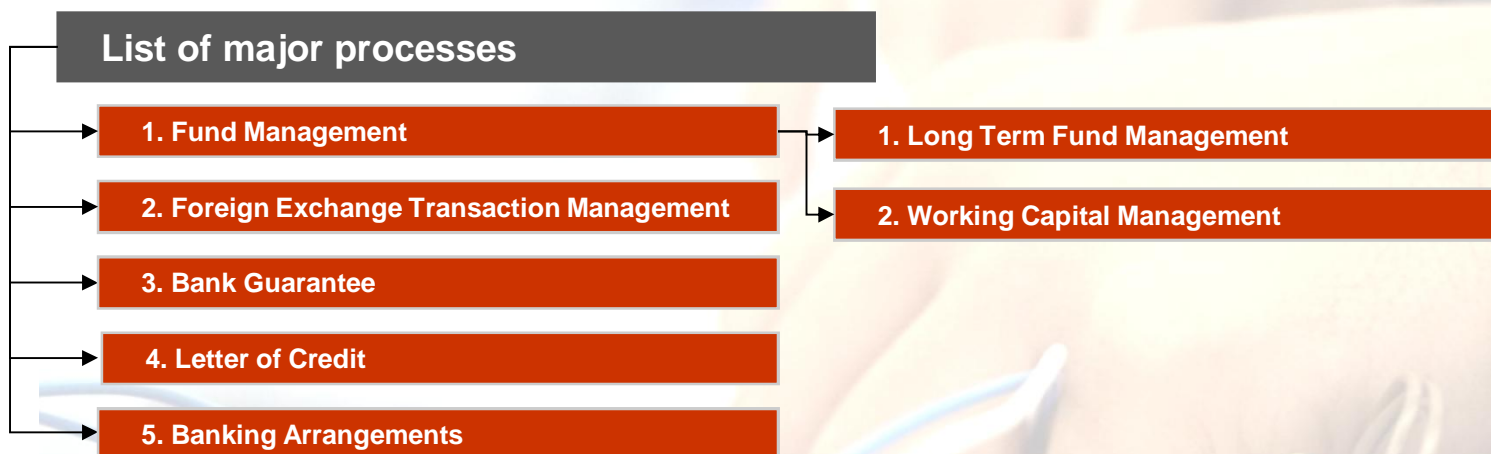 List of major processes
1. Fund Management
2. Foreign Exchange Transaction Management
3. Bank Guarantee
4. Letter of Credit
5. Banking Arrangements
1. Long Term Fund Management
2. Working Capital Management